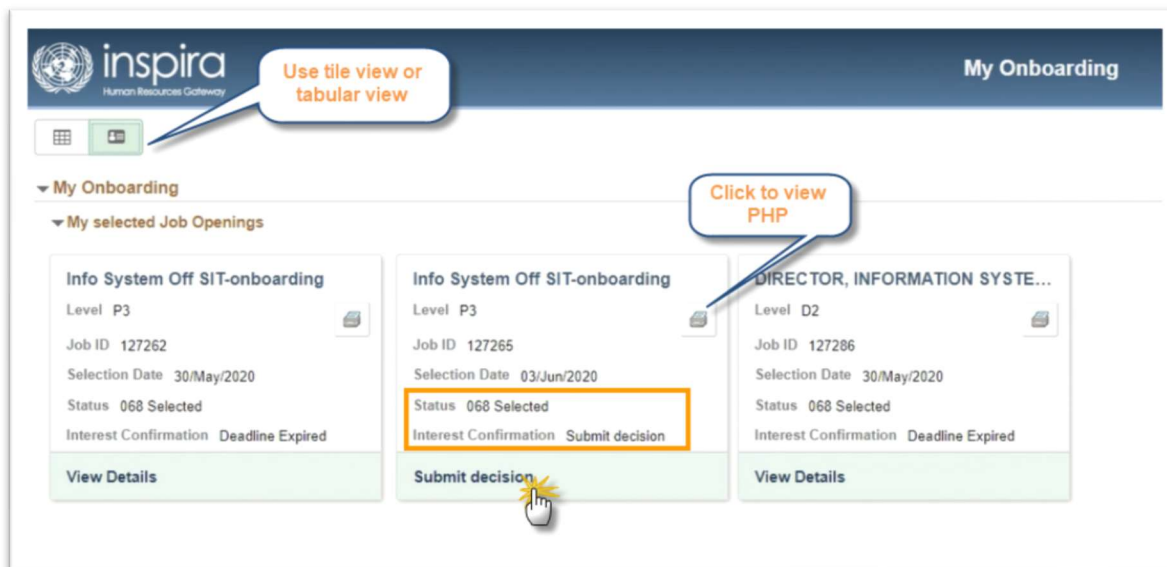 inspira
Human Resources Gateway
Use tile view or
tabular view
My Onboarding
My Onboarding
My selected Job Openings
Click to view
PHP
Info System Off SIT-onboarding
Level P3
Job ID 127262
Selection Date 30/May/2020
Status 068 Selected
Interest Confirmation Deadline Expired
View Details
Info System Off SIT-onboarding
Level P3
Job ID 127265
Selection Date 03/Jun/2020
Status 068 Selected
Interest Confirmation Submit decision
Submit decision
DIRECTOR, INFORMATION SYSTE...
Level D2
Job ID 127286
Selection Date 30/May/2020
Status 068 Selected
Interest Confirmation Deadline Expired
View Details